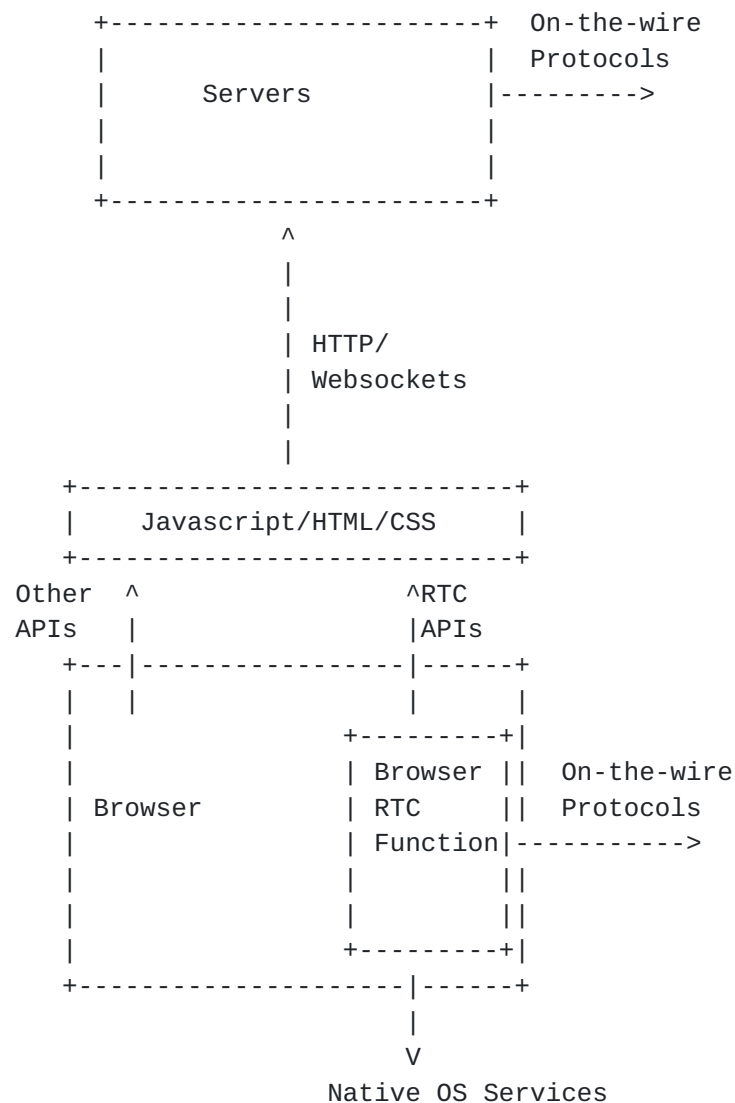 On-the-wire
Protocols
Servers
HTTP/
Websockets
Javascript/HTML/CSS
Other
APIs
RTC
APIs
Browser
Browser
RTC
Function
On-the-wire
Protocols
Native OS Services